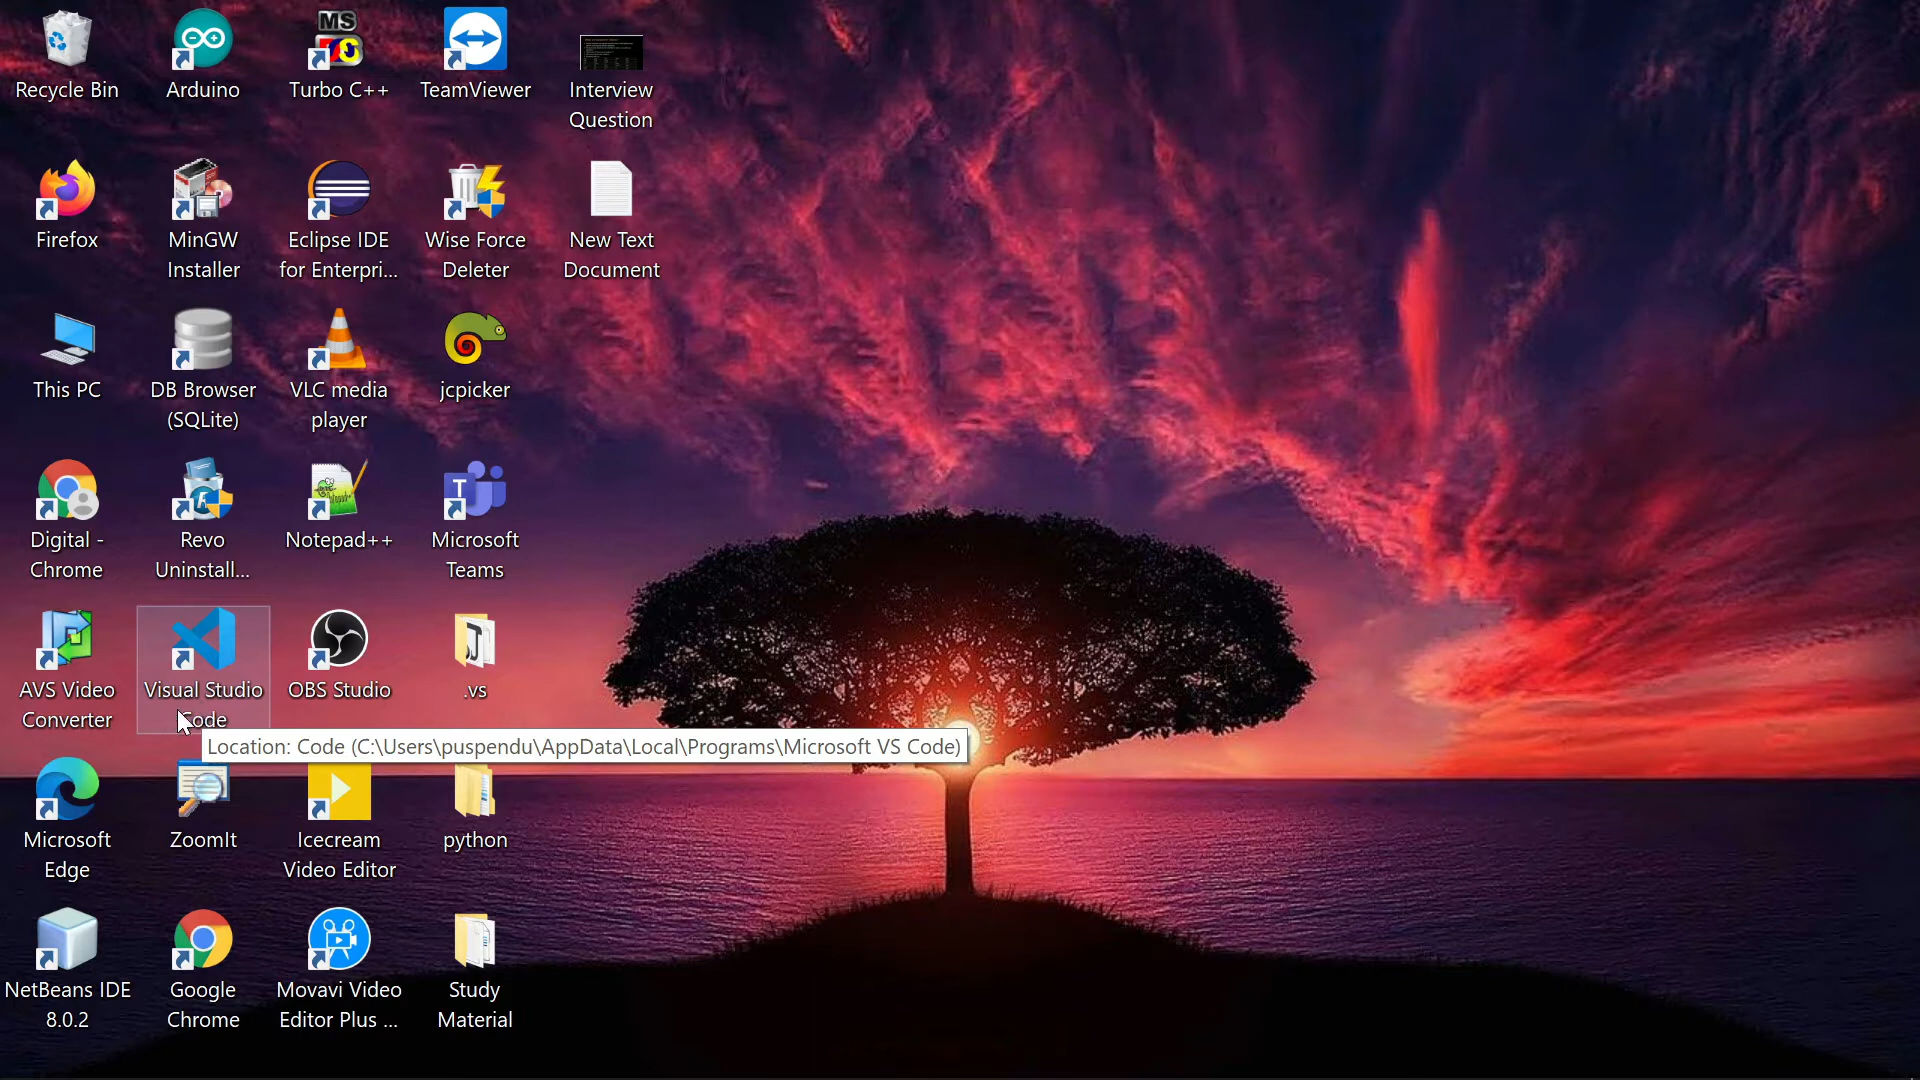 Recycle Bin
Arduino
MS
Turbo C++
TeamViewer
Interview
Question
Firefox
MinGW
Installer
Eclipse IDE
for Enterpri...
Wise Force
Deleter
New Text
Document
This PC
DB Browser
(SQLite)
VLC media
player
jcpicker
Digital -
Chrome
Revo
Uninstall...
Notepad++
T
Microsoft
Teams
AVS Video
Converter
Visual Studio
Code
OBS Studio
.vs
Location: Code (C:\Users\puspendu\AppData\Local\Programs\Microsoft VS Code)
Microsoft
Edge
ZoomIt
Icecream
Video Editor
python
NetBeans IDE
8.0.2
Google
Chrome
Movavi Video
Editor Plus ...
Study
Material